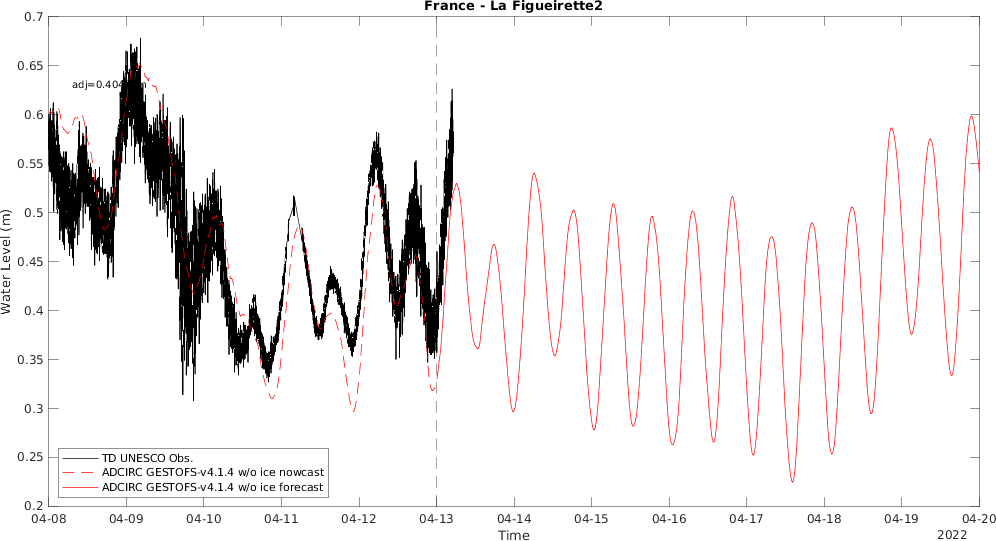 France - La Figueirette2
0.7
0.65
0.6
0.55
0.5
0.45
0.4
0.35
0.3
0.25
0.2
Water Level (m)
adj=0.404
TD UNESCO Obs.
ADCIRC GESTOFS-v4.1.4 w/o ice nowcast
ADCIRC GESTOFS-v4.1.4 w/o ice forecast
04-08 04-09 04-10 04-11 04-12 04-13 04-14 04-15 04-16 04-17 04-18 04-19 04-20
Time
2022